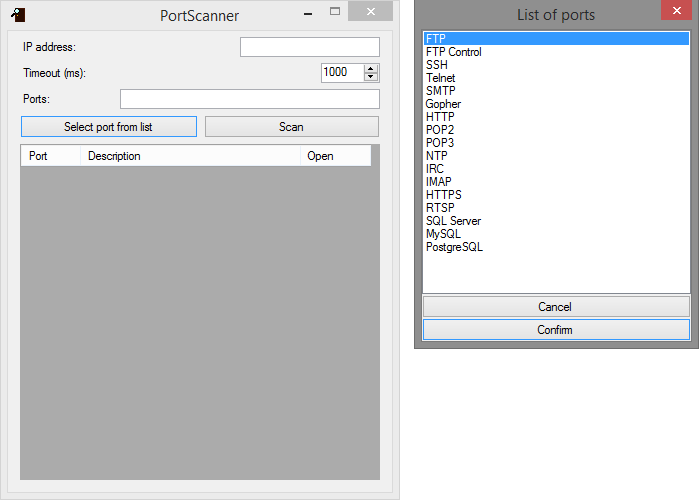 PortScanner
IP address:
Timeout (ms): 1000
Ports:
Select port from list Scan
Port Description Open
List of ports
FTP
FTP Control
SSH
Telnet
SMTP
Gopher
HTTP
POP2
POP3
NTP
IRC
IMAP
HTTPS
RTSP
SQL Server
MySQL
PostgreSQL
Cancel
Confirm